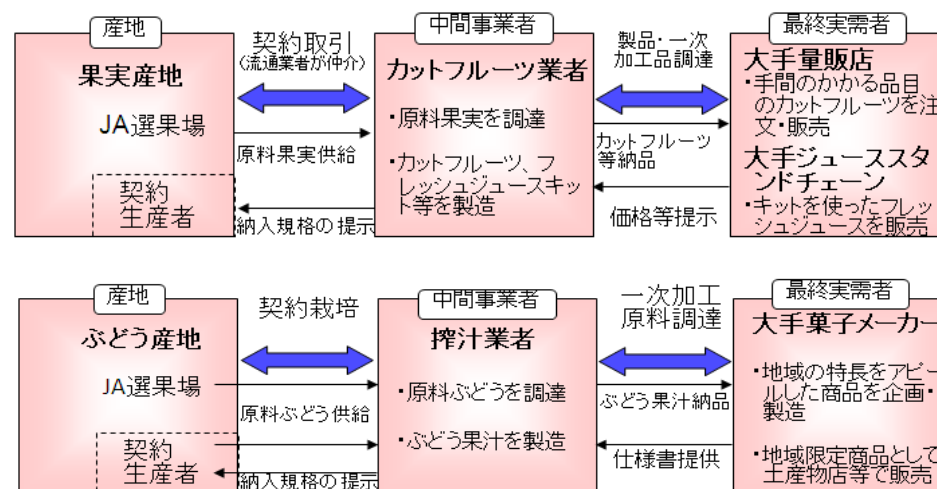 産地
果実産地
JA選果場
契約
生産者
契約取引
(流通業者が仲介)
原料果実供給
納入規格の提示
中間事業者
カットフルーツ業者
・原料果実を調達
・カットフルーツ、フ
レッシュジュースキッ
ト等を製造
製品・一次
加工品調達
カットフルーツ
等納品
価格等提示
最終実需者
大手量販店
・手間のかかる品目
のカットフルーツを注
文・販売
大手ジューススタ
ンドチェーン
・キットを使ったフレッ
シュジュースを販売
産地
ぶどう産地
JA選果場
契約
生産者
契約栽培
原料ぶどう供給
納入規格の提示
中間事業者
搾汁業者
・原料ぶどうを調達
・ぶどう果汁を製造
一次加工
原料調達
ぶどう果汁納品
仕様書提供
最終実需者
大手菓子メーカー
・地域の特長をアピー
ルした商品を企画・
製造
・地域限定商品として
土産物店等で販売